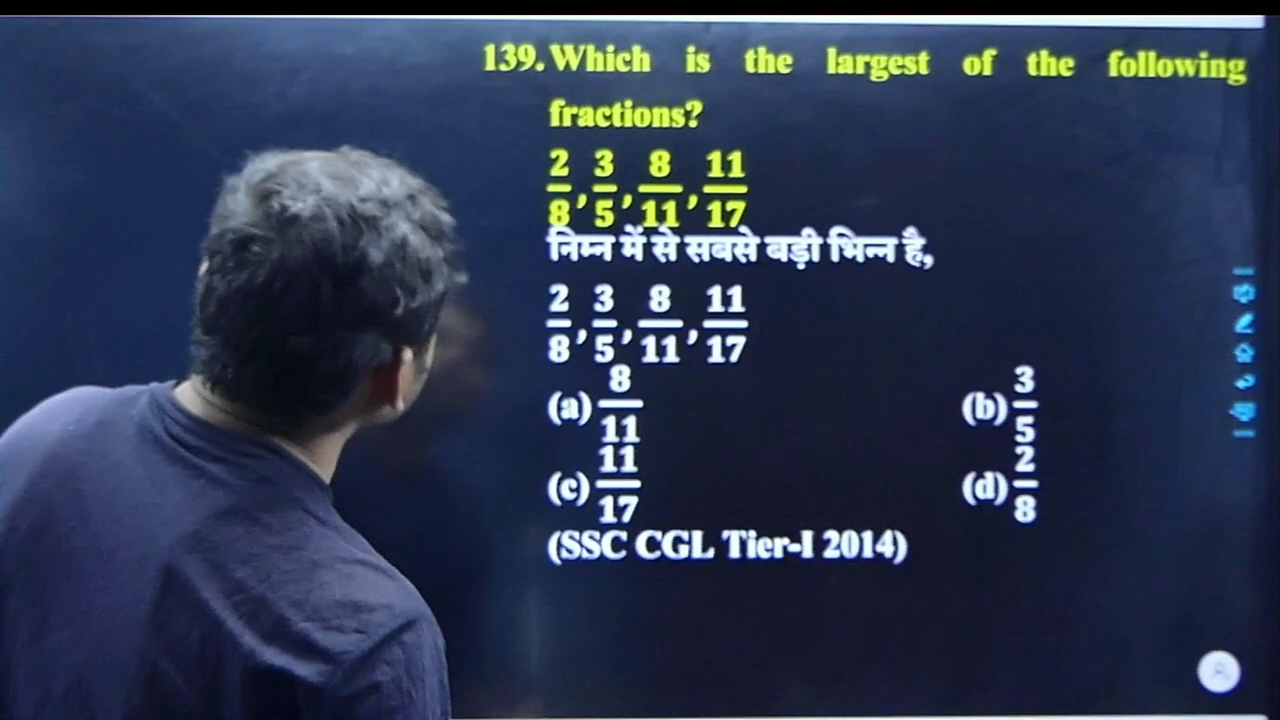 139. Which is the largest of the following
fractions?
2/8, 3/5, 8/11, 11/17
निम्न में से सबसे बड़ी भिन्न है,
2/8, 3/5, 8/11, 11/17
(a) 8/11 (b) 3/5
(c) 11/17 (d) 2/8
(SSC CGL Tier-I 2014)